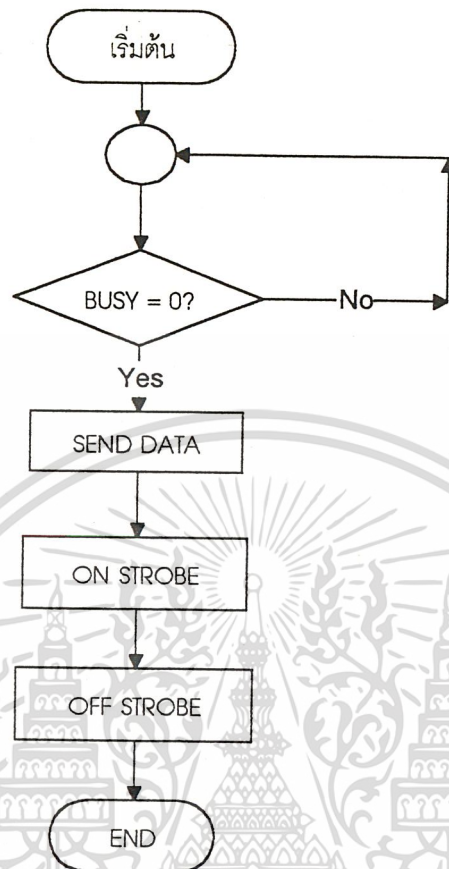 เริ่มต้น
BUSY = 0?
No
Yes
SEND DATA
ON STROBE
OFF STROBE
END